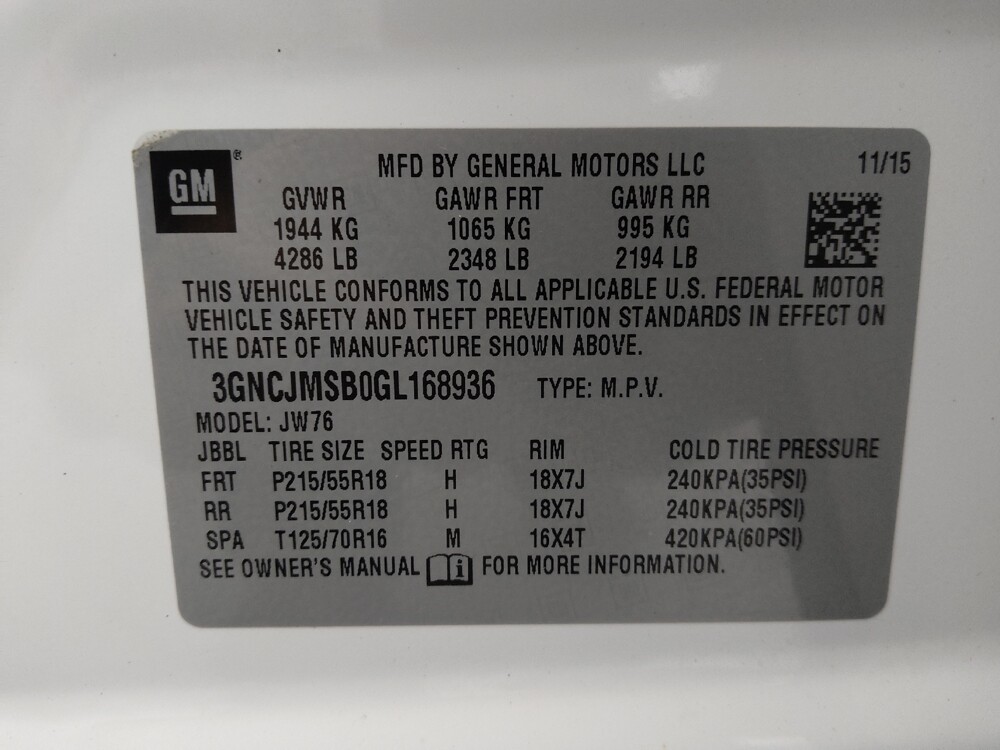 GM®
MFD BY GENERAL MOTORS LLC 11/15
GVWR GAWR FRT GAWR RR
1944 KG 1065 KG 995 KG
4286 LB 2348 LB 2194 LB
THIS VEHICLE CONFORMS TO ALL APPLICABLE U.S. FEDERAL MOTOR
VEHICLE SAFETY AND THEFT PREVENTION STANDARDS IN EFFECT ON
THE DATE OF MANUFACTURE SHOWN ABOVE.
3GNCJMSB0GL168936 TYPE: M.P.V.
MODEL: JW76
JBBL TIRE SIZE SPEED RTG RIM COLD TIRE PRESSURE
FRT P215/55R18 H 18X7J 240KPA(35PSI)
RR P215/55R18 H 18X7J 240KPA(35PSI)
SPA T125/70R16 M 16X4T 420KPA(60PSI)
SEE OWNER'S MANUAL i FOR MORE INFORMATION.